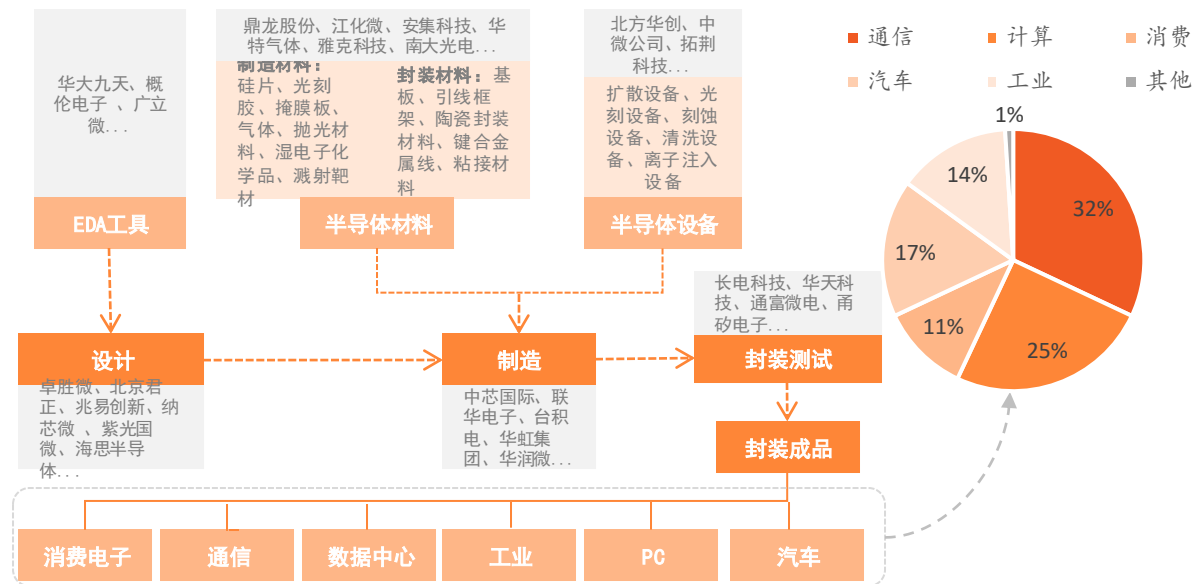 华大九天、概
伦电子 、广立
微...
EDA工具
鼎龙股份、江化微、安集科技、华
特气体、雅克科技、南大光电...
制造材料：
硅片、光刻
胶、掩膜板、
气体、抛光材
料、湿电子化
学品、溅射靶
材
封装材料：基
板、引线框
架、陶瓷封装
材料、键合金
属线、粘接材
料
半导体材料
北方华创、中
微公司、拓荆
科技...
扩散设备、光
刻设备、刻蚀
设备、清洗设
备、离子注入
设备
半导体设备
通信
计算
消费
汽车
工业
其他
1%
14%
32%
17%
11%
25%
设计
卓胜微、北京君
正、兆易创新、纳
芯微 、紫光国
微、海思半导
体...
制造
中芯国际、联
华电子、台积
电、华虹集
团、华润微...
长电科技、华天科
技、通富微电、甬
矽电子...
封装测试
封装成品
消费电子
通信
数据中心
工业
PC
汽车